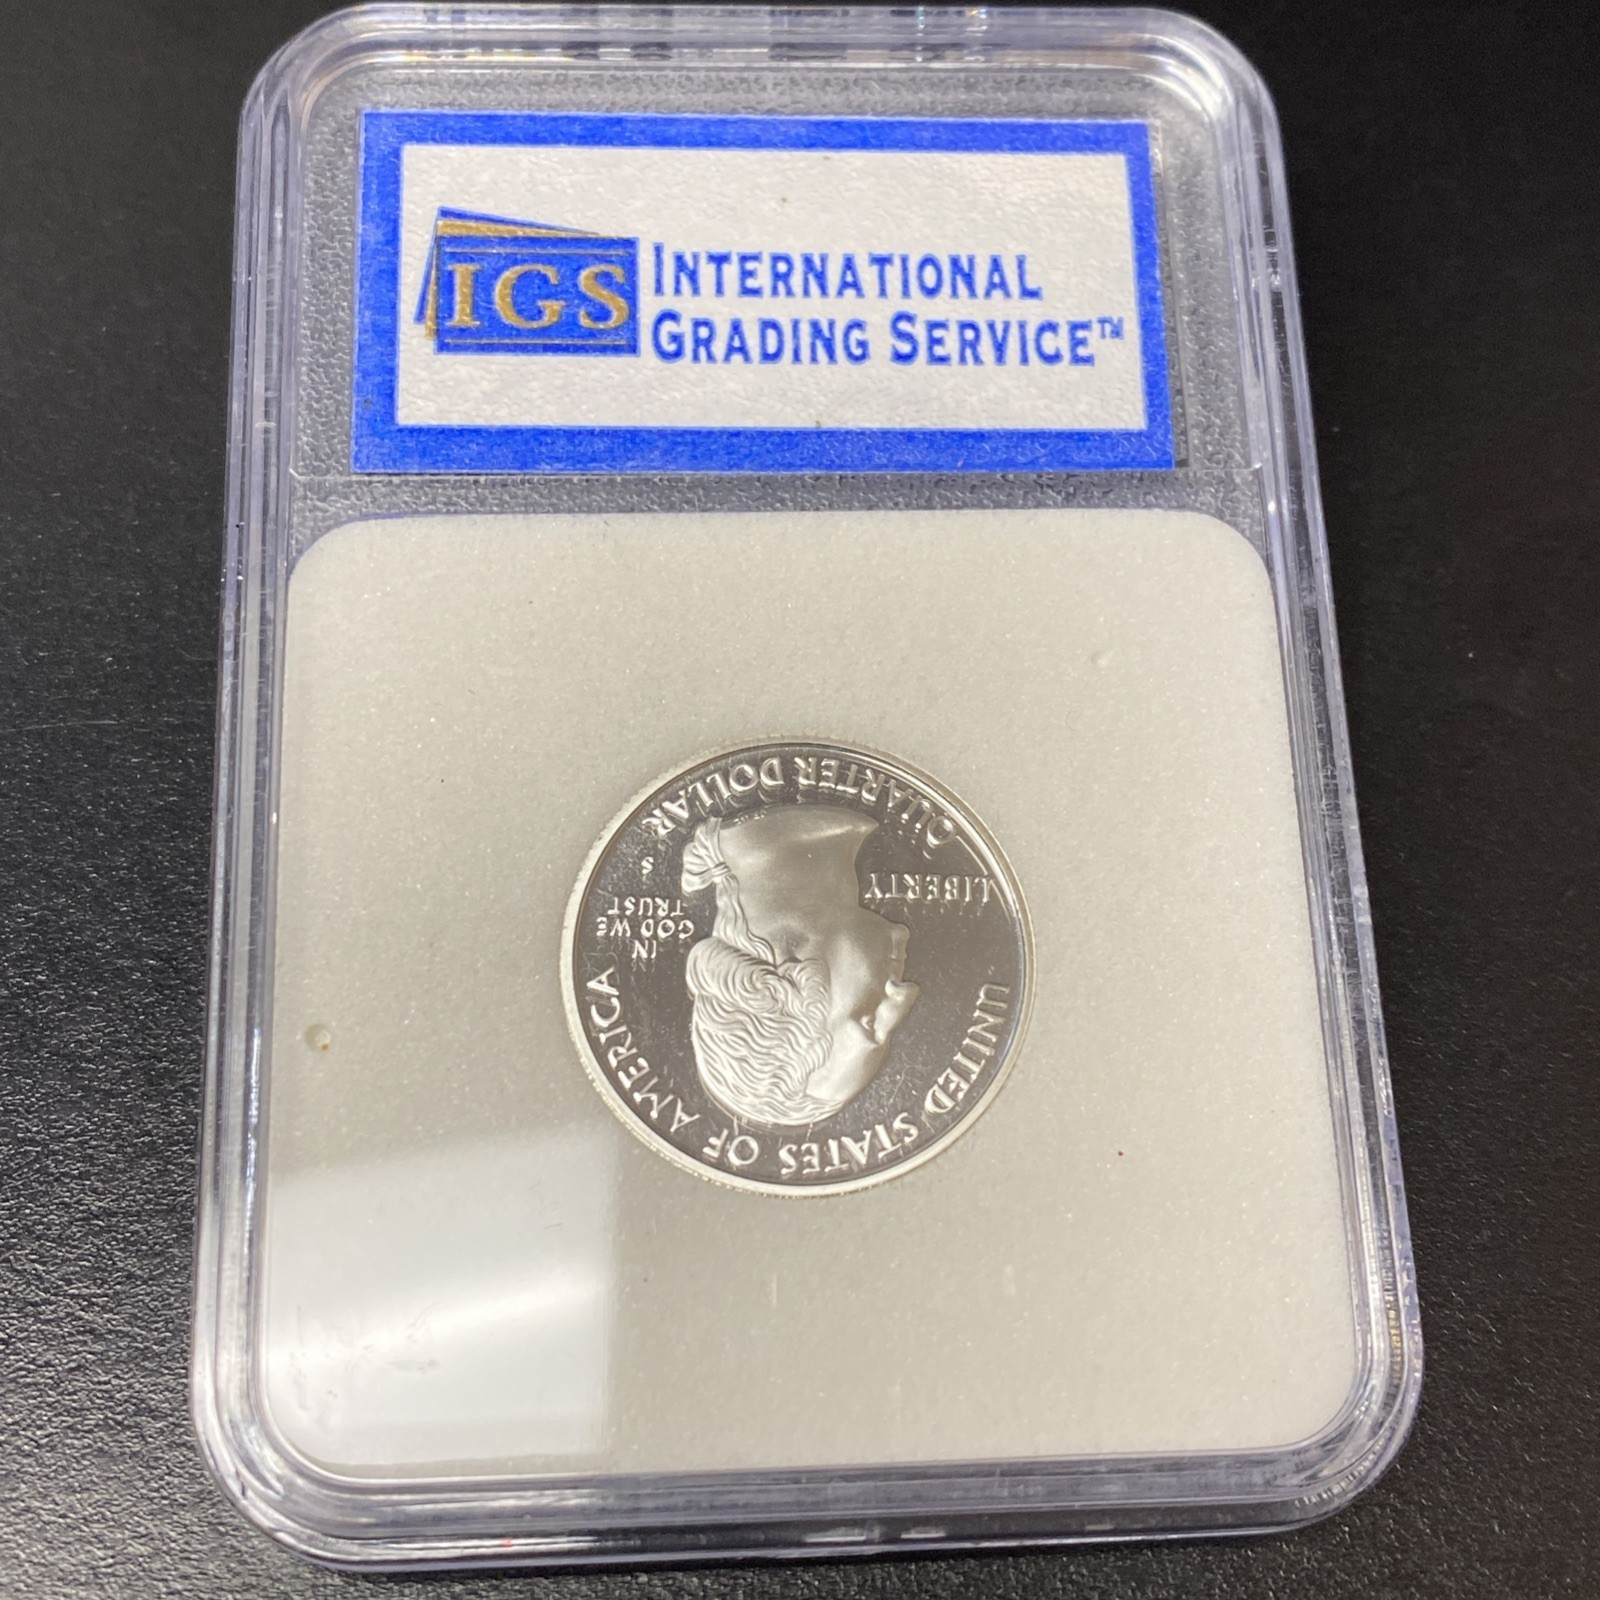 IGS
INTERNATIONAL
GRADING SERVICE™
UNITED STATES OF AMERICA
LIBERTY
IN
GOD WE
TRUST
S
QUARTER DOLLAR